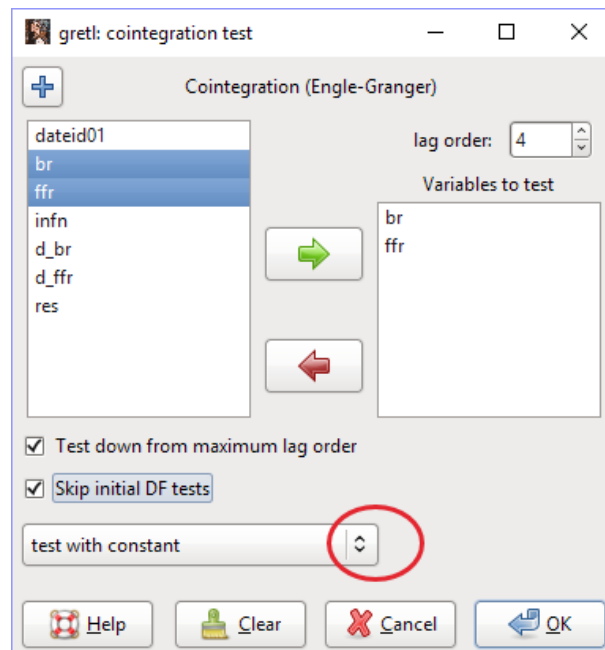 gretl: cointegration test
Cointegration (Engle-Granger)
dateid01
br
ffr
infn
d_br
d_ffr
res
lag order: 4
Variables to test
br
ffr
Test down from maximum lag order
Skip initial DF tests
test with constant
Help Clear Cancel OK